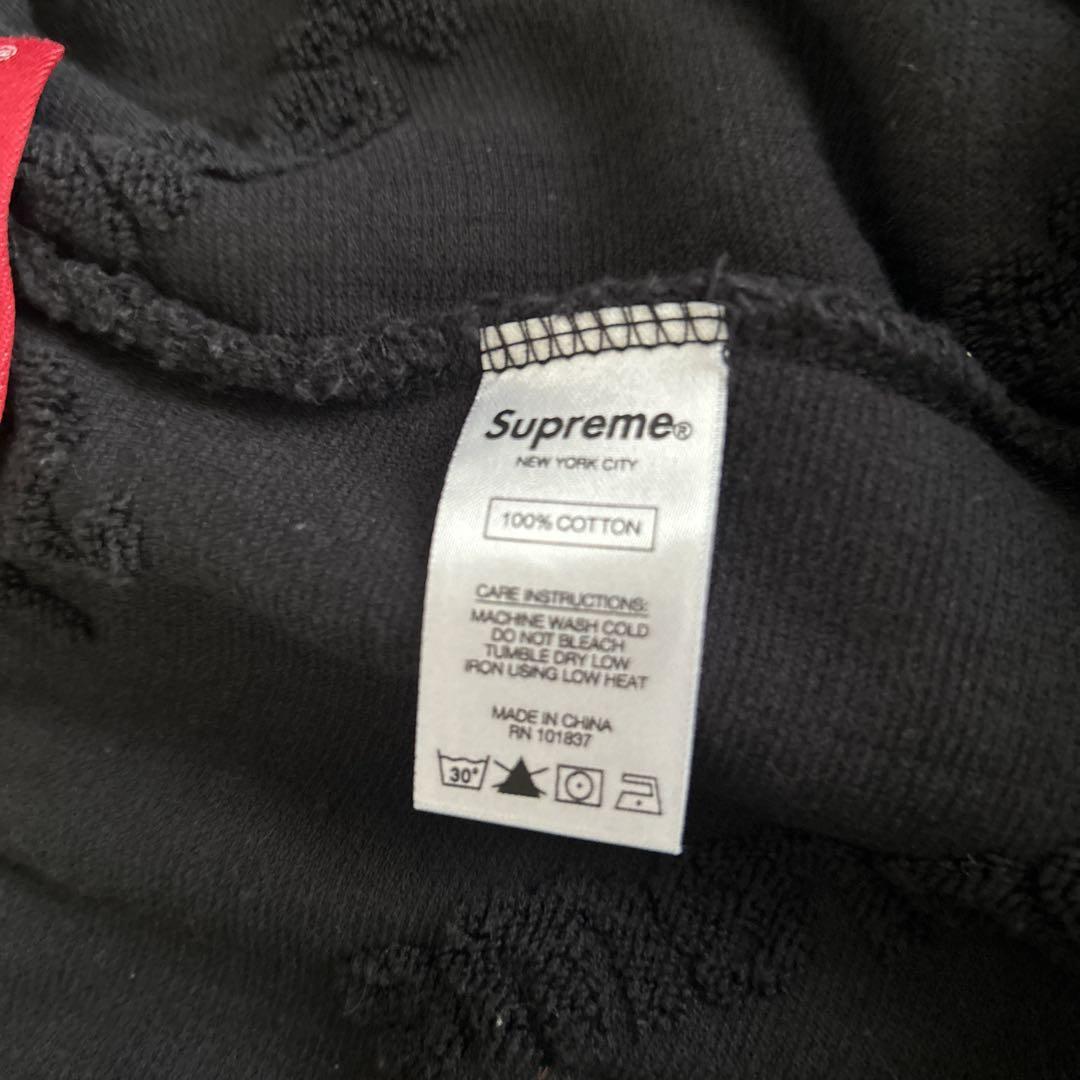 ®
Supreme®
NEW YORK CITY
100% COTTON
CARE INSTRUCTIONS:
MACHINE WASH COLD
DO NOT BLEACH
TUMBLE DRY LOW
IRON USING LOW HEAT
MADE IN CHINA
RN 101837
30°